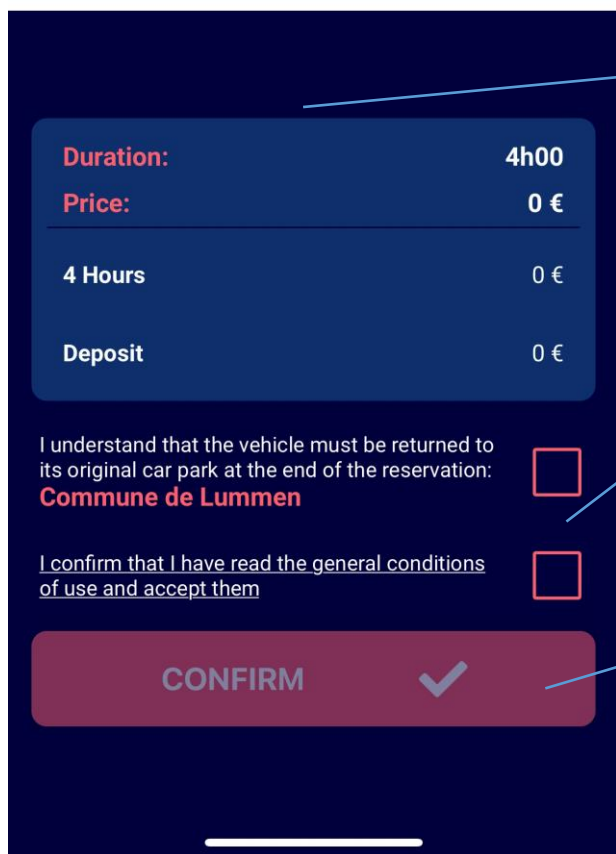 Duration: 4h00
Price: 0 €
4 Hours 0 €
Deposit 0 €
I understand that the vehicle must be returned to
its original car park at the end of the reservation:
Commune de Lummen
I confirm that I have read the general conditions
of use and accept them
CONFIRM